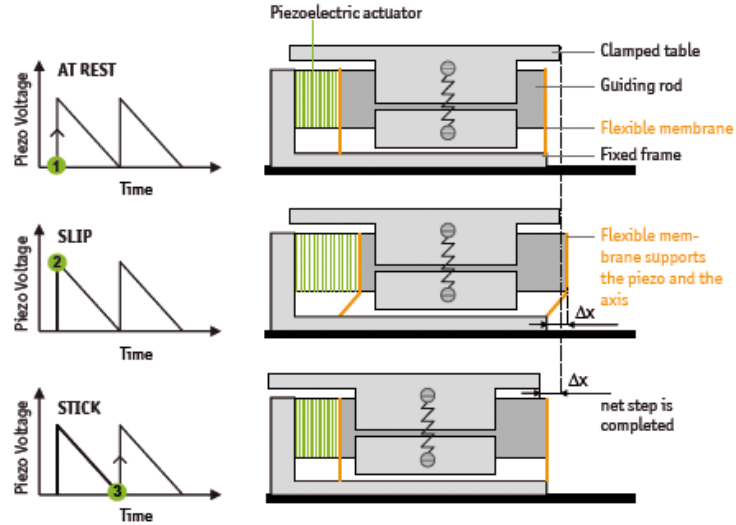 Piezoelectric actuator
Clamped table
AT REST
Piezo Voltage
Guiding rod
Flexible membrane
1
Fixed frame
Time
SLIP
Piezo Voltage
2
Flexible mem-
brane supports
the piezo and the
axis
Δx
Time
STICK
Piezo Voltage
Δx
net step is
completed
3
Time